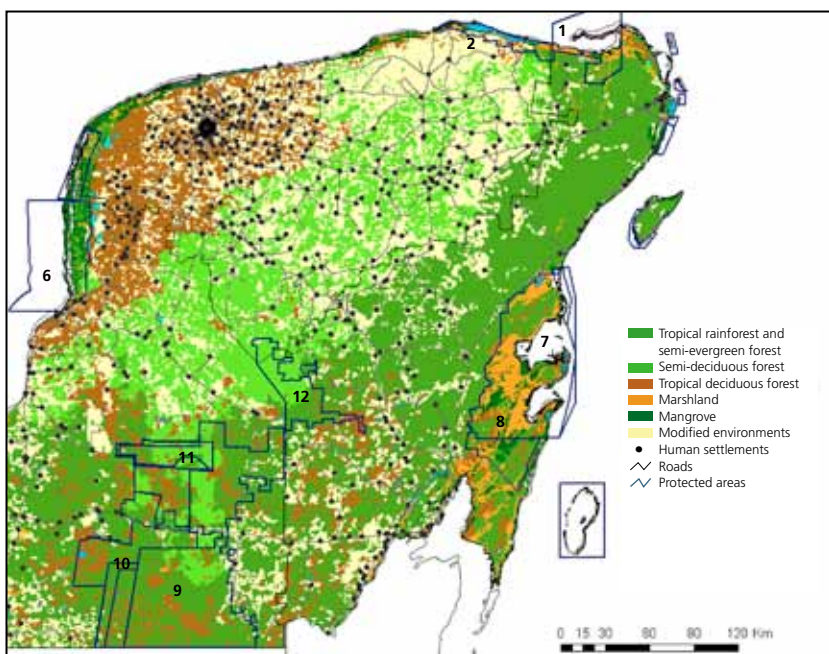 1
2
6
7
8
12
11
10
9
Tropical rainforest and
semi-evergreen forest
Semi-deciduous forest
Tropical deciduous forest
Marshland
Mangrove
Modified environments
Human settlements
Roads
Protected areas
0 15 30 60 90 120 Km